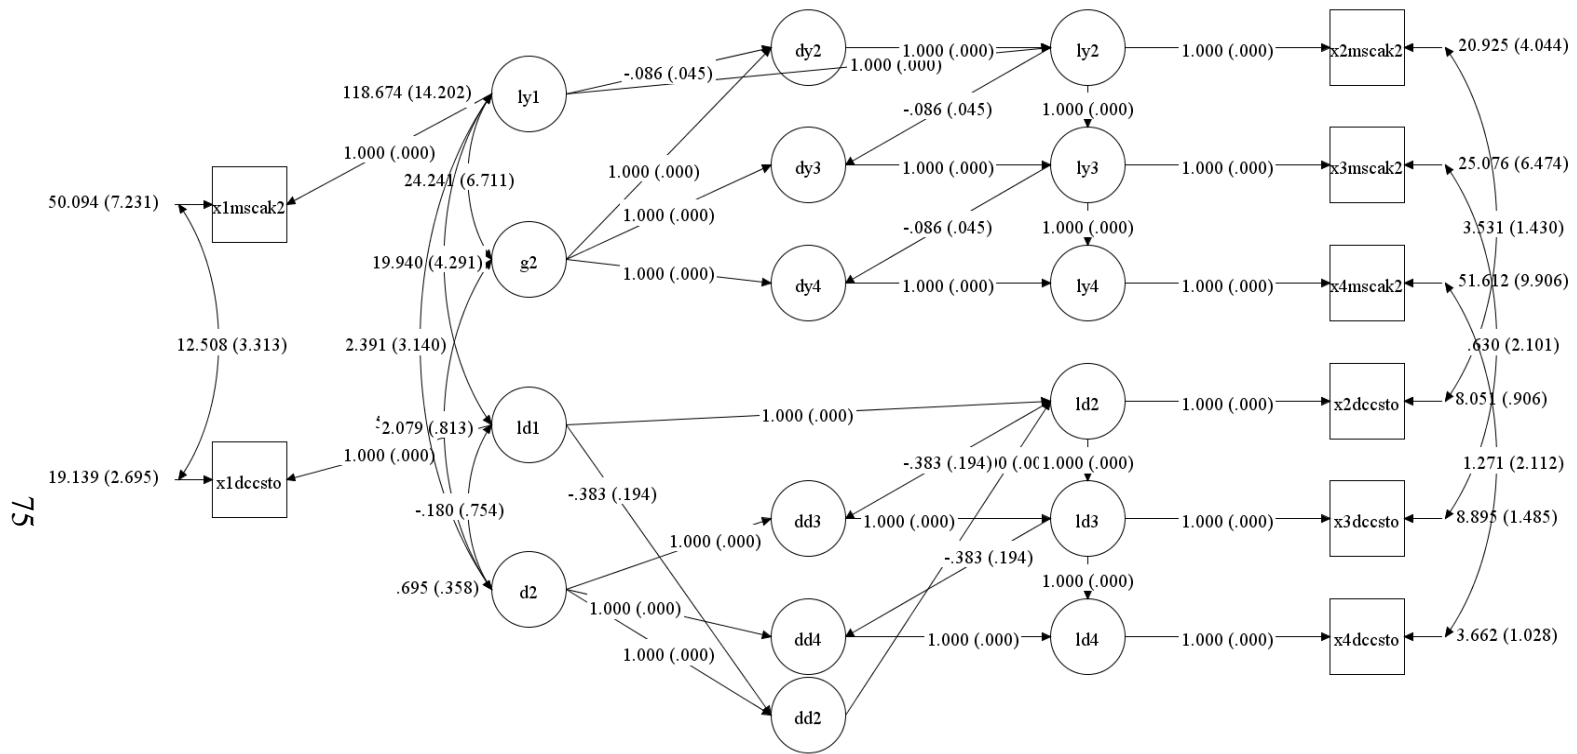 dy2
1.000 (.000)
ly2
1.000 (.000)
x2mscak2
20.925 (4.044)
-.086 (.045)
1.000 (.000)
ly1
118.674 (14.202)
-.086 (.045)
1.000 (.000)
1.000 (.000)
dy3
1.000 (.000)
ly3
1.000 (.000)
x3mscak2
25.076 (6.474)
1.000 (.000)
24.241 (6.711)
50.094 (7.231)
x1mscak2
1.000 (.000)
-.086 (.045)
1.000 (.000)
3.531 (1.430)
19.940 (4.291)
g2
1.000 (.000)
dy4
1.000 (.000)
ly4
1.000 (.000)
x4mscak2
51.612 (9.906)
12.508 (3.313)
2.391 (3.140)
.630 (2.101)
ld2
1.000 (.000)
x2dccsto
8.051 (.906)
1.000 (.000)
2.079 (.813)
ld1
1.000 (.000)
-.383 (.194)
1.000 (.000)
1.271 (2.112)
19.139 (2.695)
x1dccsto
-.383 (.194)
-.180 (.754)
dd3
1.000 (.000)
ld3
1.000 (.000)
x3dccsto
8.895 (1.485)
75
1.000 (.000)
-.383 (.194)
.695 (.358)
d2
1.000 (.000)
1.000 (.000)
dd4
1.000 (.000)
ld4
1.000 (.000)
x4dccsto
3.662 (1.028)
1.000 (.000)
dd2